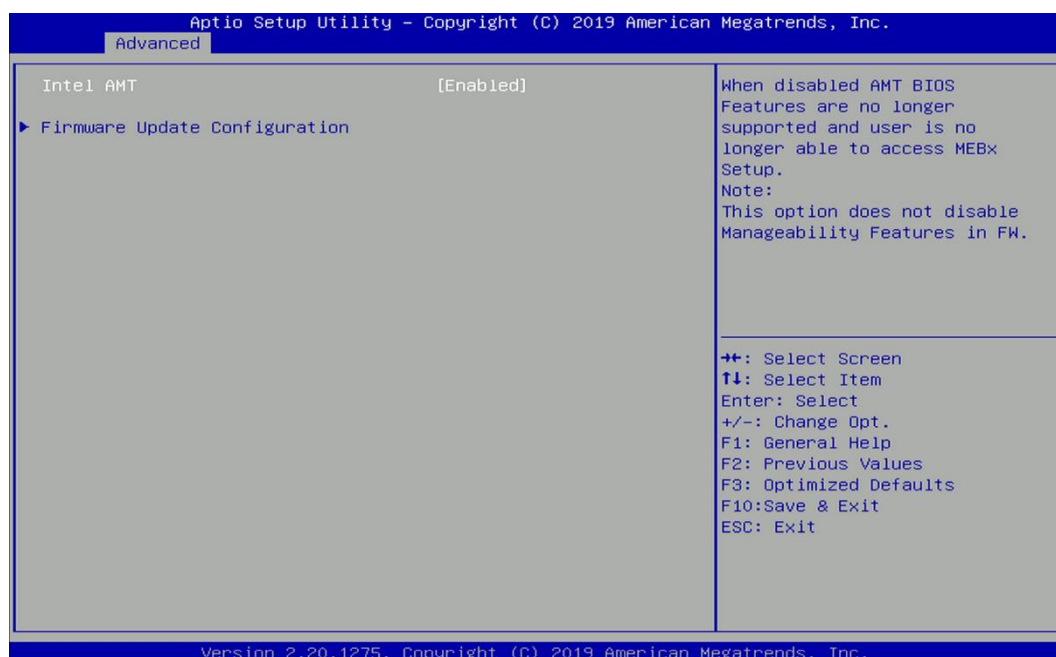 Aptio Setup Utility – Copyright (C) 2019 American Megatrends, Inc.
Advanced
Intel AMT [Enabled]
▶ Firmware Update Configuration
When disabled AMT BIOS
Features are no longer
supported and user is no
longer able to access MEBx
Setup.
Note:
This option does not disable
Manageability Features in FW.
→←: Select Screen
↑↓: Select Item
Enter: Select
+/-: Change Opt.
F1: General Help
F2: Previous Values
F3: Optimized Defaults
F10:Save & Exit
ESC: Exit
Version 2.20.1275. Copyright (C) 2019 American Megatrends, Inc.